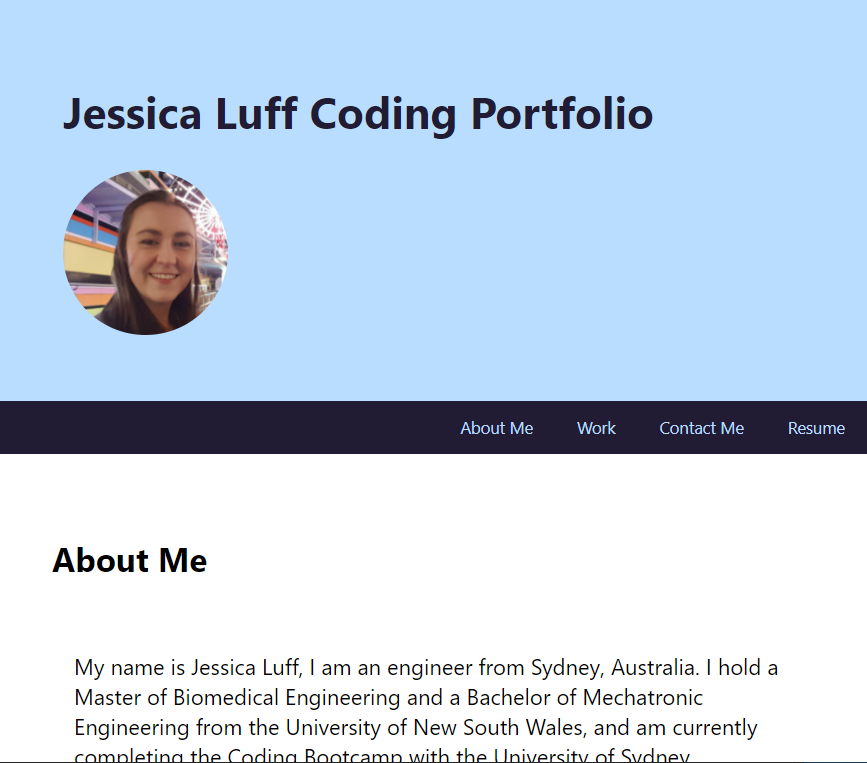 Jessica Luff Coding Portfolio
About Me Work Contact Me Resume
About Me
My name is Jessica Luff, I am an engineer from Sydney, Australia. I hold a
Master of Biomedical Engineering and a Bachelor of Mechatronic
Engineering from the University of New South Wales, and am currently
completing the Coding Bootcamp with the University of Sydney